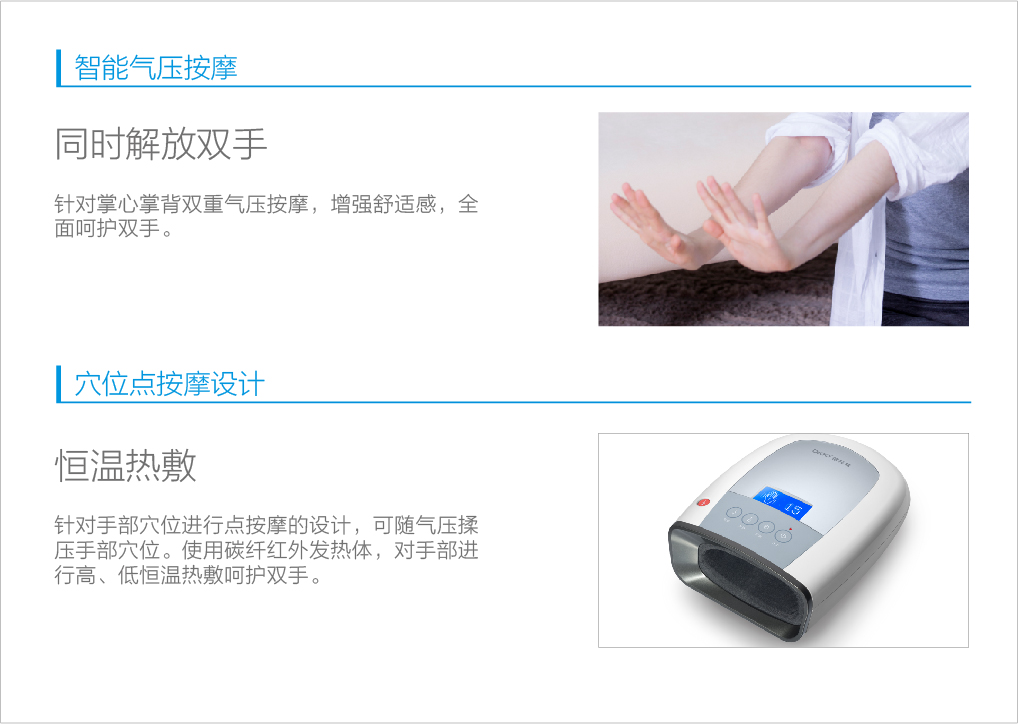 智能气压按摩
同时解放双手
针对掌心掌背双重气压按摩，增强舒适感，全
面呵护双手。
穴位点按摩设计
恒温热敷
15
针对手部穴位进行点按摩的设计，可随气压揉
压手部穴位。使用碳纤红外发热体，对手部进
行高、低恒温热敷呵护双手。